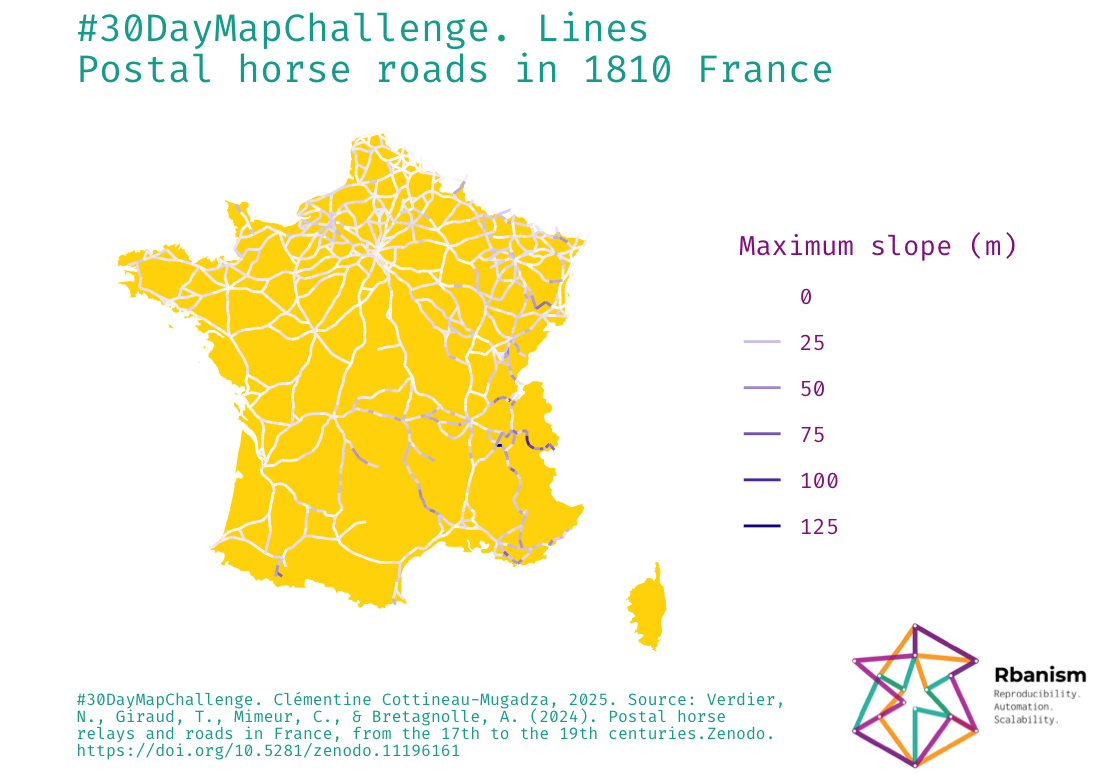 #30DayMapChallenge. Lines
Postal horse roads in 1810 France
Maximum slope (m)
0
25
50
75
100
125
Rbanism
Reproducibility.
Automation.
Scalability.
#30DayMapChallenge. Clémentine Cottineau-Mugadza, 2025. Source: Verdier,
N., Giraud, T., Mimeur, C., & Bretagnolle, A. (2024). Postal horse
relays and roads in France, from the 17th to the 19th centuries.Zenodo.
https://doi.org/10.5281/zenodo.11196161